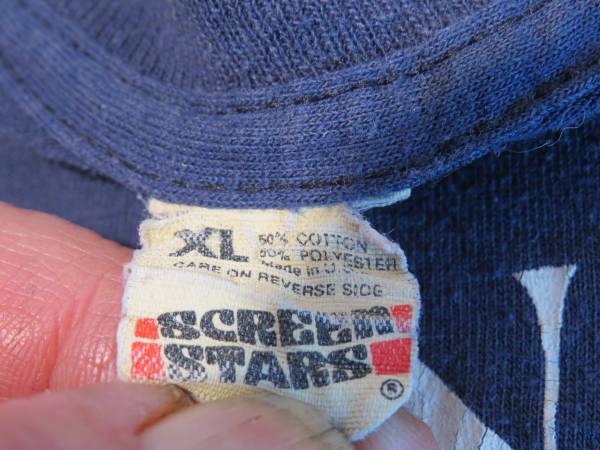 XL
50% COTTON
50% POLYESTER
Made in U.S.
CARE ON REVERSE SIDE
SCREEN
STARS
®